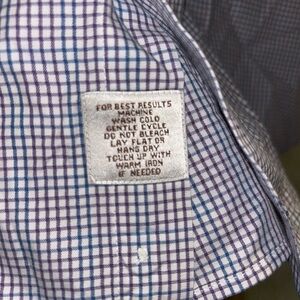 FOR BEST RESULTS
MACHINE
WASH COLD
GENTLE CYCLE
DO NOT BLEACH
LAY FLAT OR
HANG DRY
TOUCH UP WITH
WARM IRON
IF NEEDED